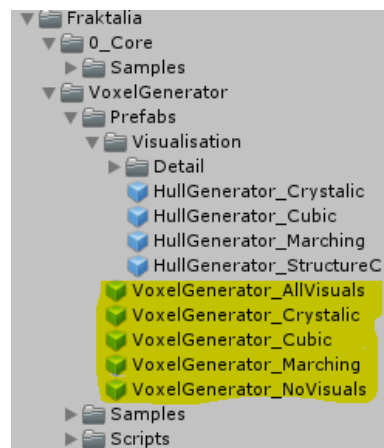 Fraktalia
0_Core
Samples
VoxelGenerator
Prefabs
Visualisation
Detail
HullGenerator_Crystalic
HullGenerator_Cubic
HullGenerator_Marching
HullGenerator_StructureC
VoxelGenerator_AllVisuals
VoxelGenerator_Crystalic
VoxelGenerator_Cubic
VoxelGenerator_Marching
VoxelGenerator_NoVisuals
Samples
Scripts